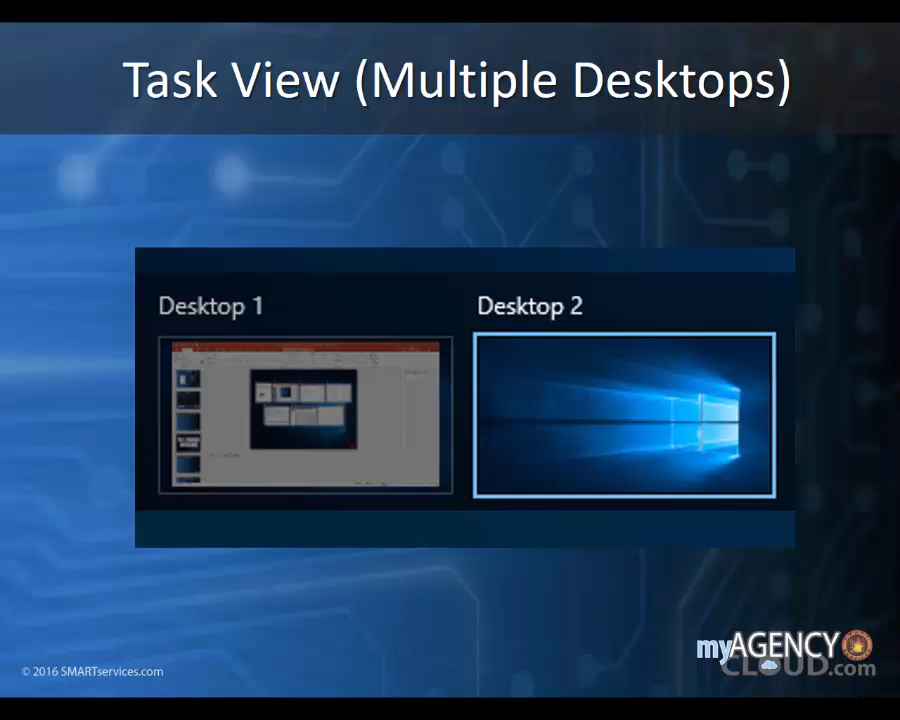 Task View (Multiple Desktops)
Desktop 1
Desktop 2
© 2016 SMARTservices.com
myAGENCY
CLOUD.com